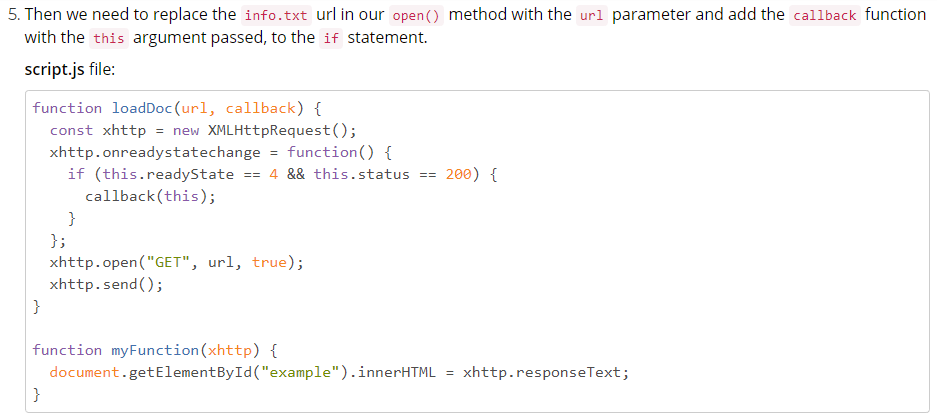 5. Then we need to replace the info.txt url in our open() method with the url parameter and add the callback function
with the this argument passed, to the if statement.
script.js file:
function loadDoc(url, callback) {
  const xhttp = new XMLHttpRequest();
  xhttp.onreadystatechange = function() {
    if (this.readyState == 4 && this.status == 200) {
      callback(this);
    }
  };
  xhttp.open("GET", url, true);
  xhttp.send();
}

function myFunction(xhttp) {
  document.getElementById("example").innerHTML = xhttp.responseText;
}